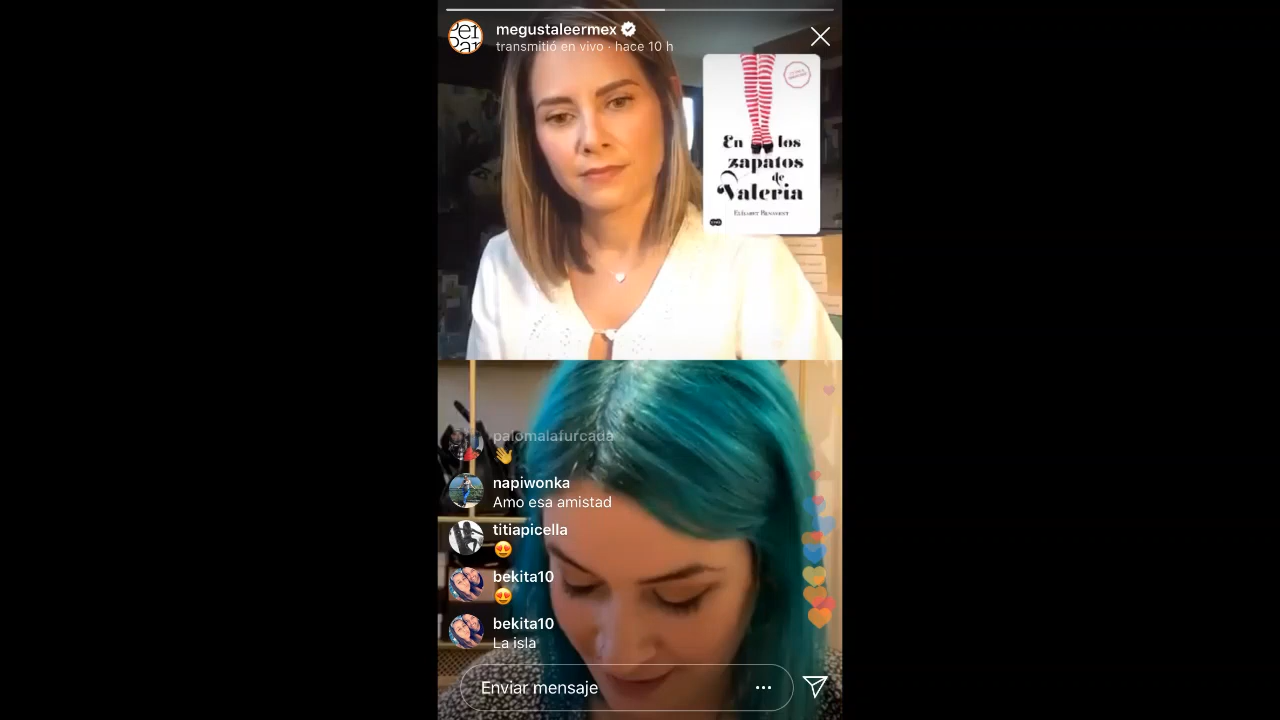 megustaleermex
transmitió en vivo · hace 10 h
En los
zapatos
de
Valeria
palomalafurcada
👋
napiwonka
Amo esa amistad
titiapicella
😍
bekita10
😍
bekita10
La isla
Enviar mensaje